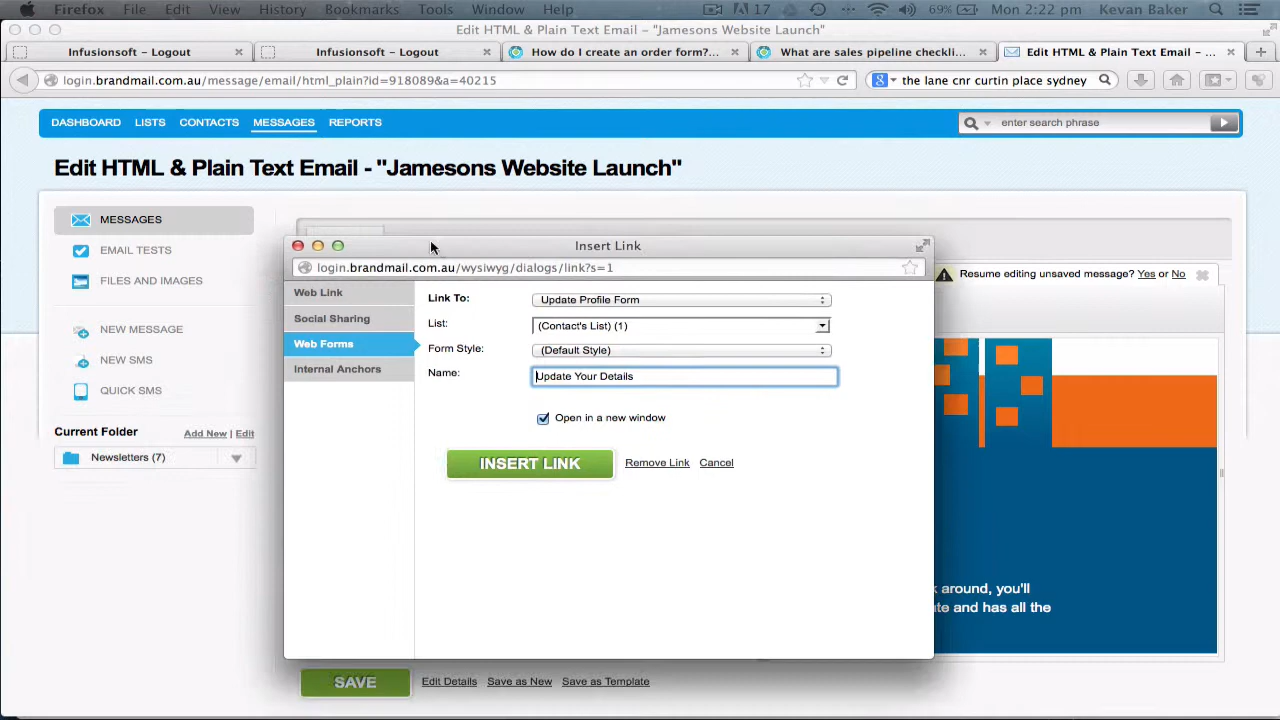 Firefox File Edit View History Bookmarks Tools Window Help 17 69% Mon 2:22 pm Kevan Baker
Edit HTML & Plain Text Email - "Jamesons Website Launch"
Infusionsoft - Logout Infusionsoft - Logout How do I create an order form?... What are sales pipeline checkli... Edit HTML & Plain Text Email - ...
login.brandmail.com.au/message/email/html_plain?id=918089&a=40215 the lane cnr curtin place sydney
DASHBOARD LISTS CONTACTS MESSAGES REPORTS enter search phrase
Edit HTML & Plain Text Email - "Jamesons Website Launch"
MESSAGES
EMAIL TESTS
FILES AND IMAGES
NEW MESSAGE
NEW SMS
QUICK SMS
Current Folder Add New | Edit
Newsletters (7)
Insert Link
login.brandmail.com.au/wysiwyg/dialogs/link?s=1
Web Link
Social Sharing
Web Forms
Internal Anchors
Link To: Update Profile Form
List: (Contact's List) (1)
Form Style: (Default Style)
Name: Update Your Details
Open in a new window
INSERT LINK Remove Link Cancel
Resume editing unsaved message? Yes or No
around, you'll
and has all the
SAVE Edit Details Save as New Save as Template